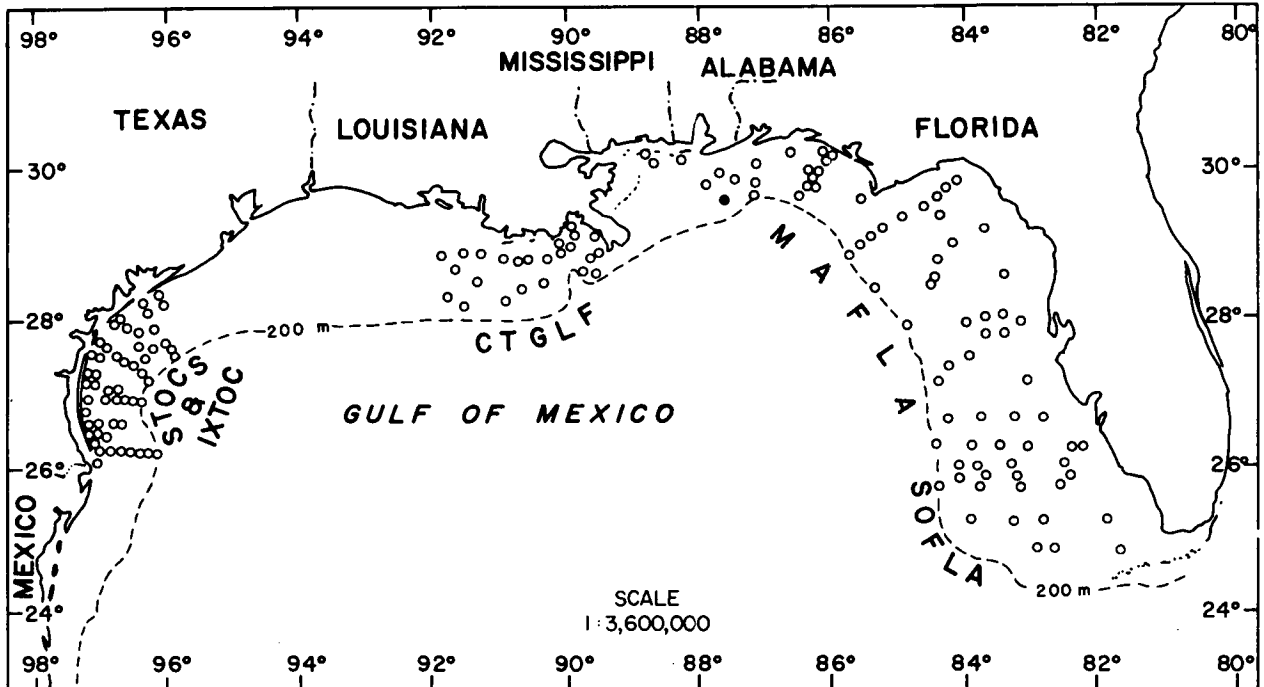 98° 96° 94° 92° 90° 88° 86° 84° 82° 80°
MISSISSIPPI ALABAMA
TEXAS LOUISIANA FLORIDA
30° 30°
MAFLA
28° 28°
200 m
CTGLF
STOCS
&
IXTOC
GULF OF MEXICO
26° 26°
SOFLA
MEXICO
200 m
SCALE
1:3,600,000
24° 24°
98° 96° 94° 92° 90° 88° 86° 84° 82° 80°